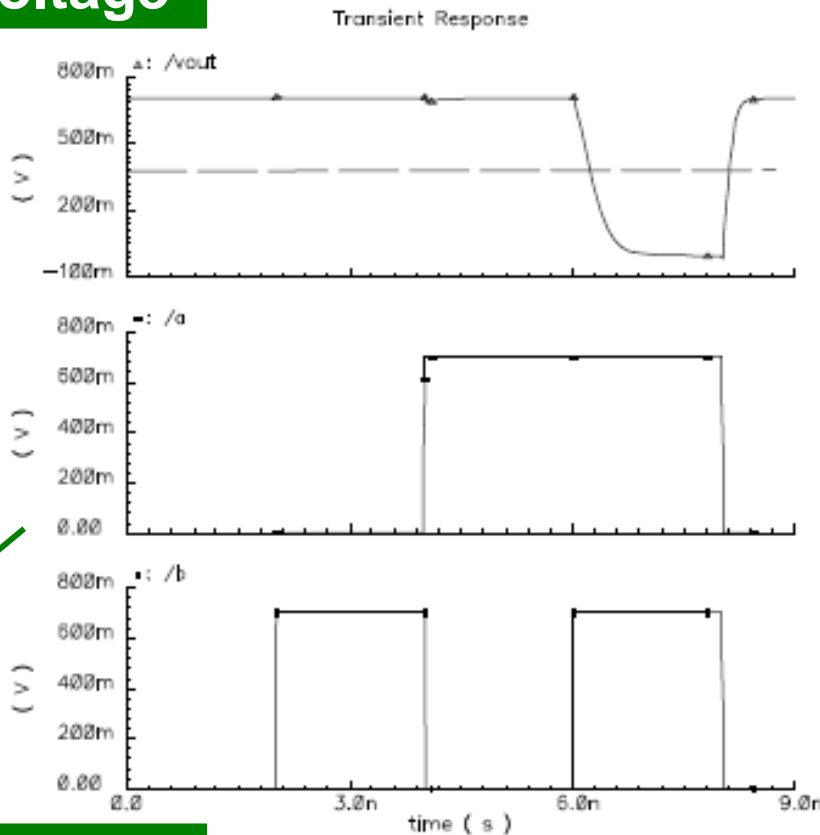 oltage
Transient Response
800m
▵: /vout
500m
200m
-100m
( V )
800m
-: /a
600m
400m
200m
0.00
( V )
800m
▪: /b
600m
400m
200m
0.00
( V )
0.0 3.0n 6.0n 9.0n
time ( s )